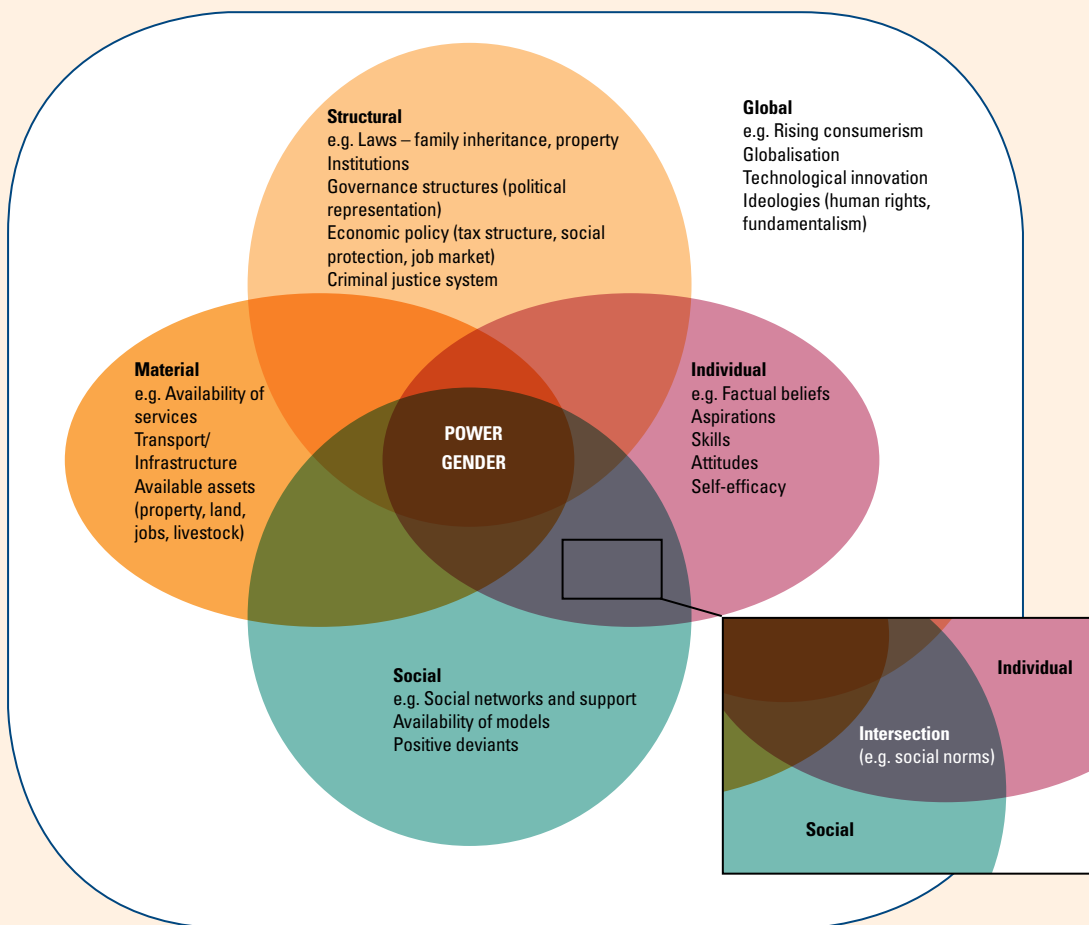 Structural
e.g. Laws – family inheritance, property
Institutions
Governance structures (political
representation)
Economic policy (tax structure, social
protection, job market)
Criminal justice system
Global
e.g. Rising consumerism
Globalisation
Technological innovation
Ideologies (human rights,
fundamentalism)
Material
e.g. Availability of
services
Transport/
Infrastructure
Available assets
(property, land,
jobs, livestock)
POWER
GENDER
Individual
e.g. Factual beliefs
Aspirations
Skills
Attitudes
Self-efficacy
Social
e.g. Social networks and support
Availability of models
Positive deviants
Individual
Intersection
(e.g. social norms)
Social